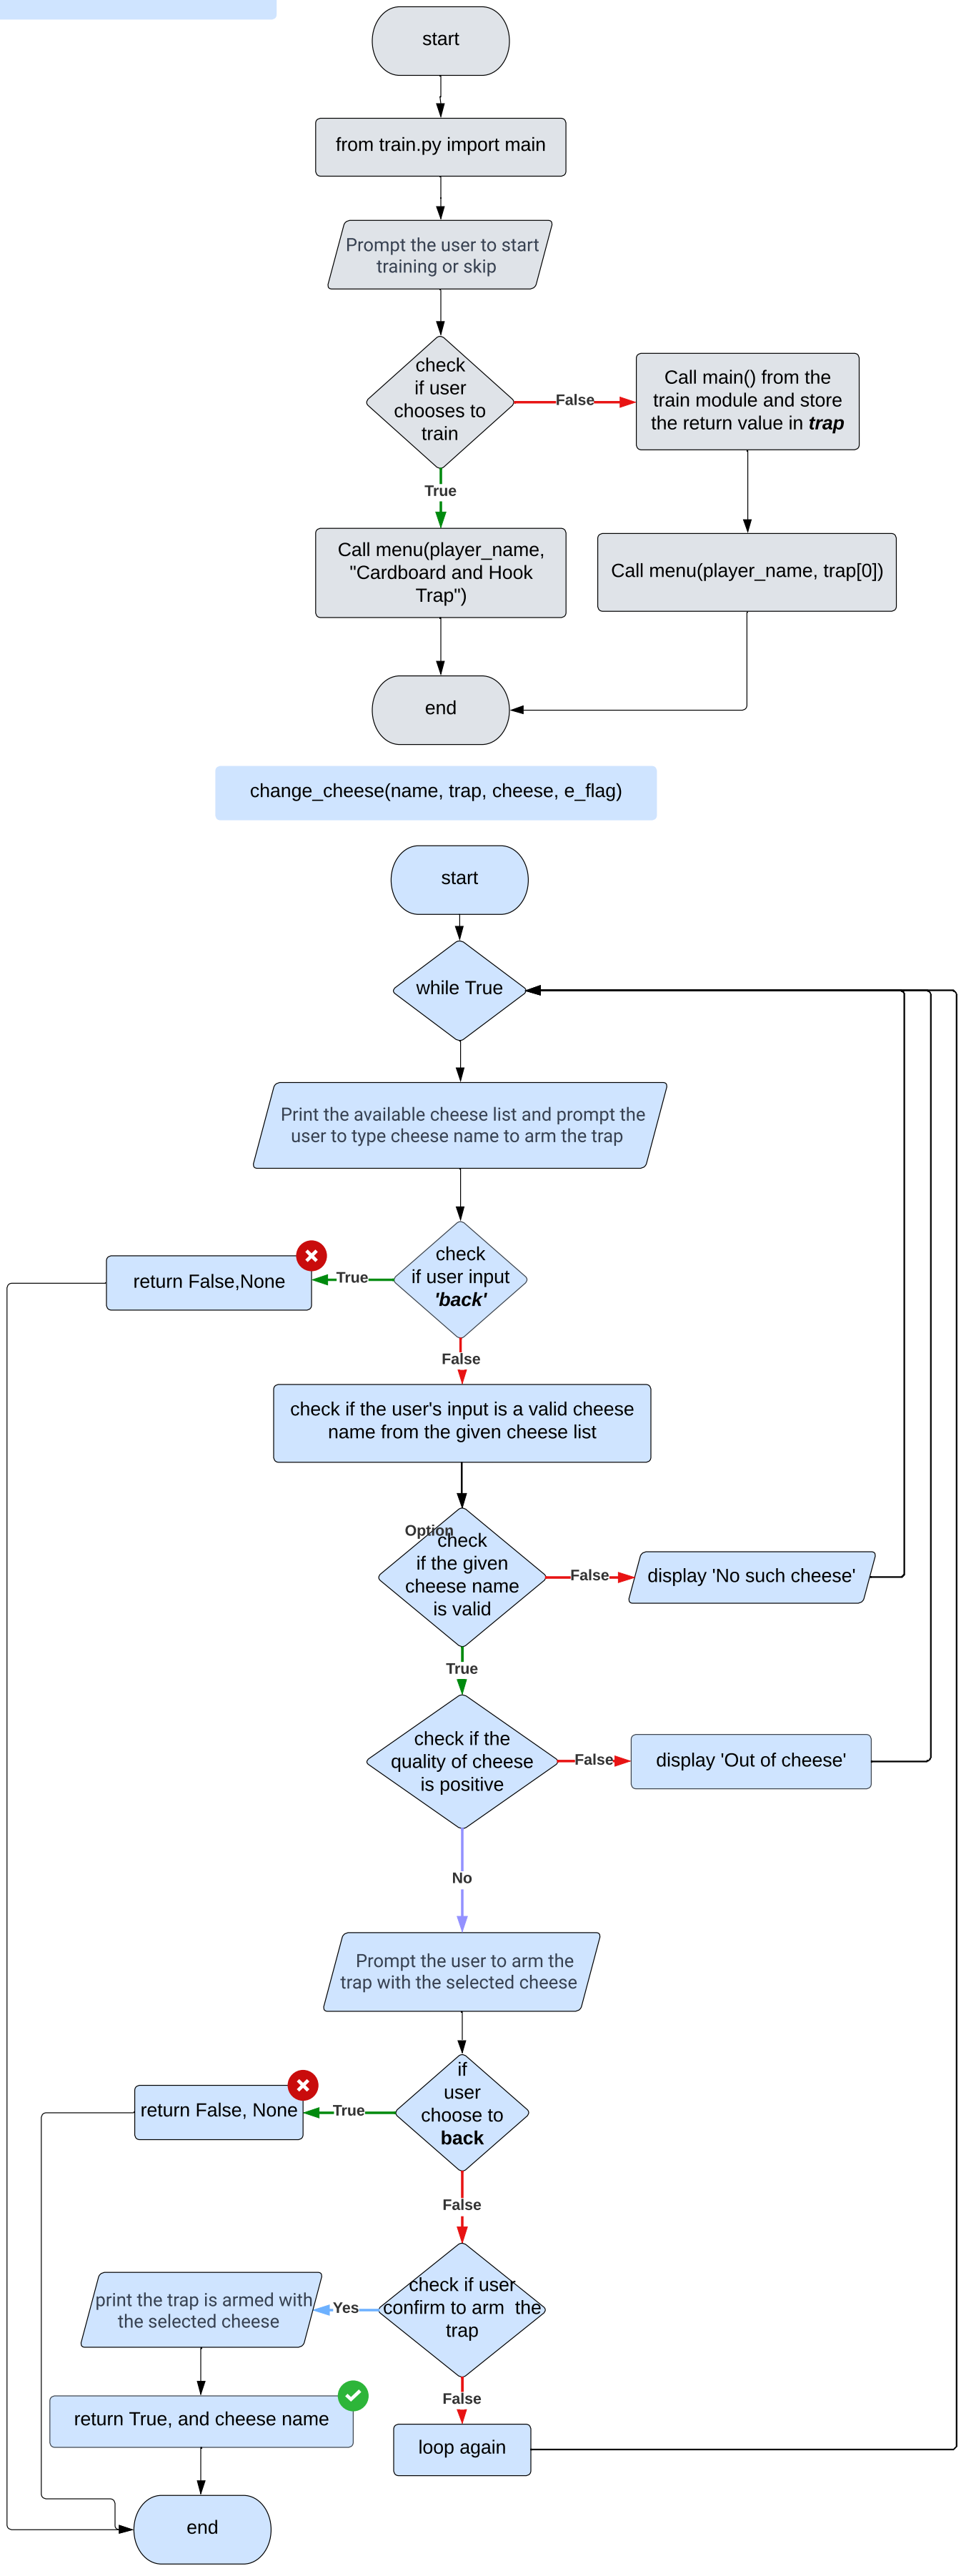 start
from train.py import main
Prompt the user to start
training or skip
check
if user
chooses to
train
False
Call main() from the
train module and store
the return value in trap
True
Call menu(player_name,
"Cardboard and Hook
Trap")
Call menu(player_name, trap[0])
end
change_cheese(name, trap, cheese, e_flag)
start
while True
Print the available cheese list and prompt the
user to type cheese name to arm the trap
check
if user input
'back'
True
return False,None
False
check if the user's input is a valid cheese
name from the given cheese list
Option
check
if the given
cheese name
is valid
False
display 'No such cheese'
True
check if the
quality of cheese
is positive
False
display 'Out of cheese'
No
Prompt the user to arm the
trap with the selected cheese
if
user
choose to
back
True
return False, None
False
check if user
confirm to arm the
trap
Yes
print the trap is armed with
the selected cheese
False
return True, and cheese name
loop again
end